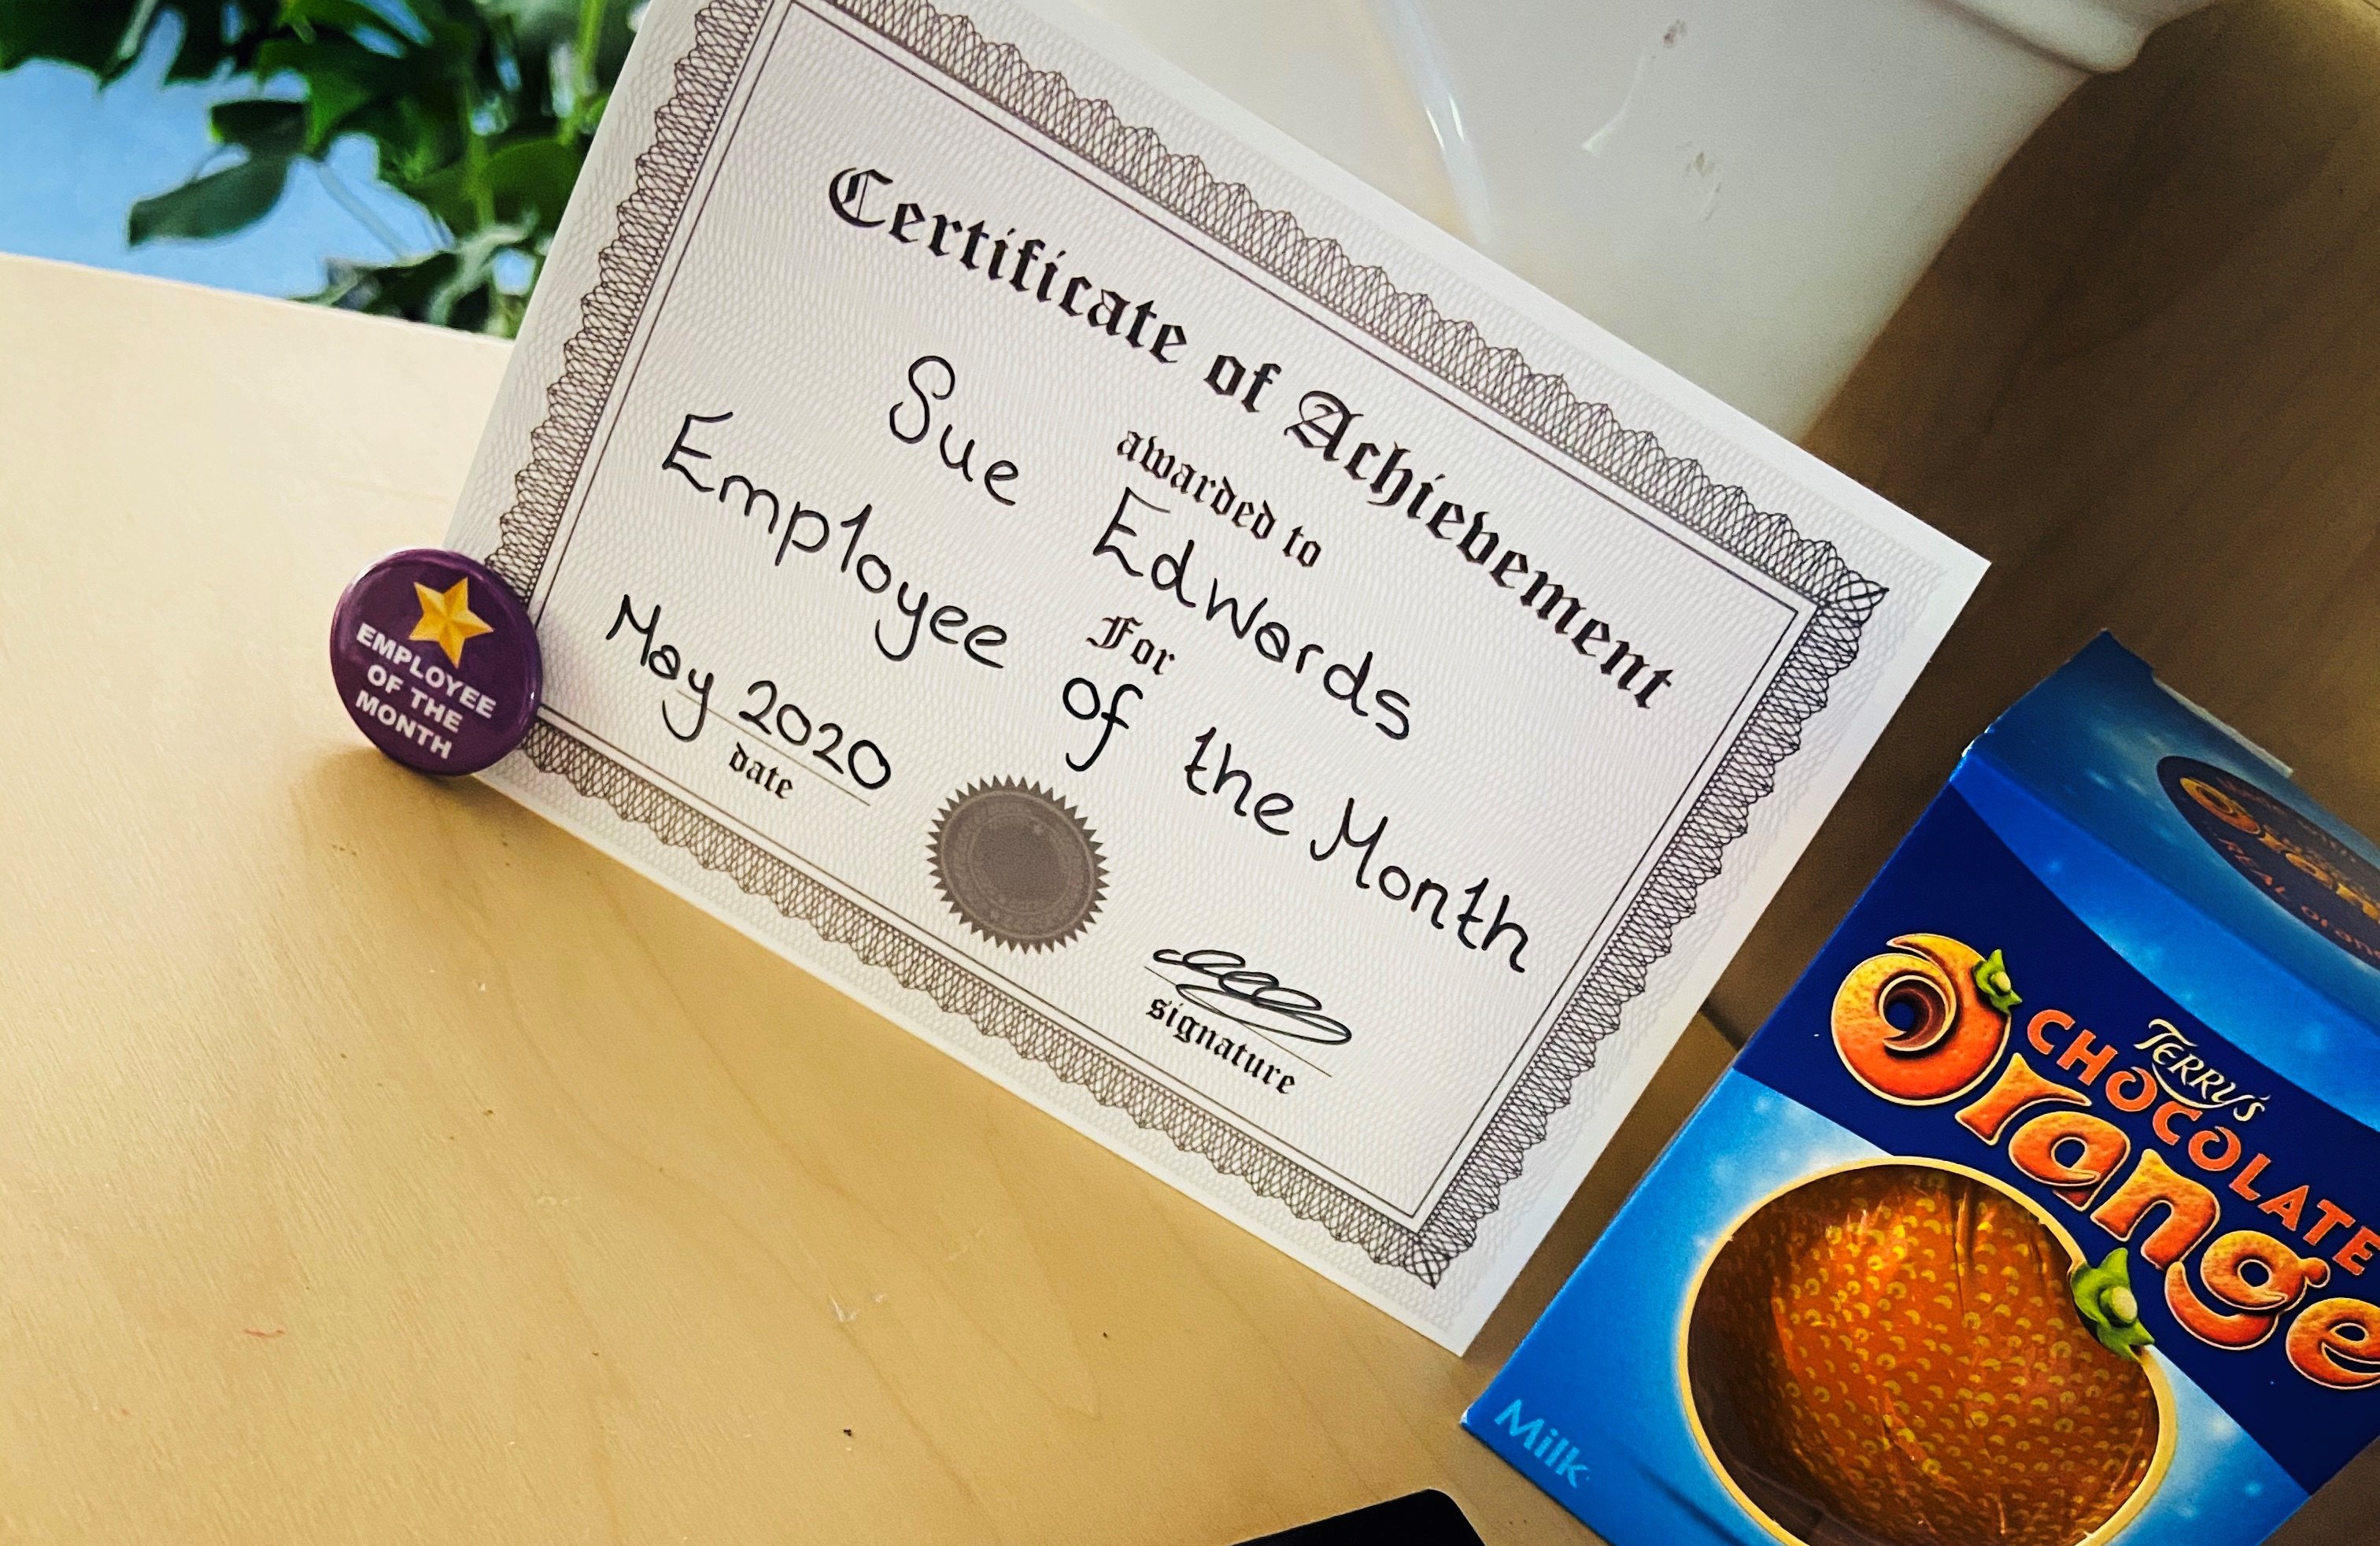 Certificate of Achievement
awarded to
Sue Edwards
For
Employee of the Month
May 2020
date
signature
EMPLOYEE
OF THE
MONTH
TERRY'S
CHOCOLATE
Orange
Milk
REAL